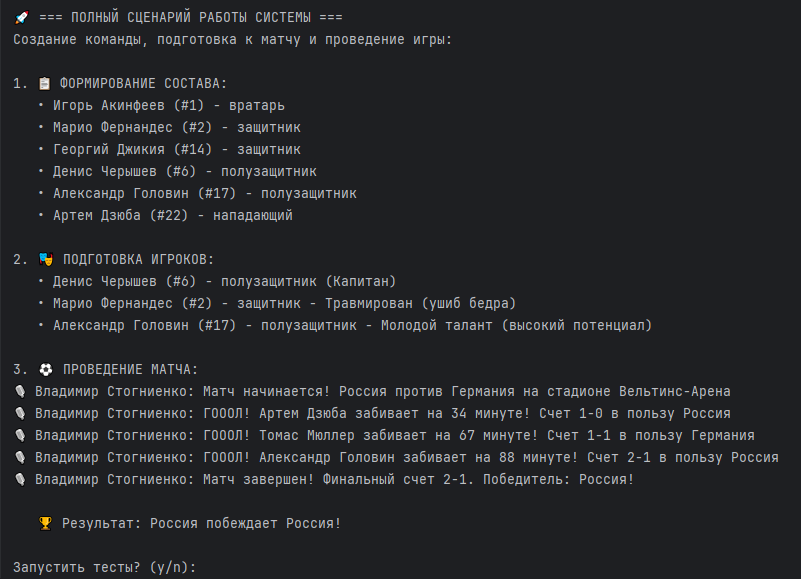 🚀 === ПОЛНЫЙ СЦЕНАРИЙ РАБОТЫ СИСТЕМЫ ===
Создание команды, подготовка к матчу и проведение игры:
1. 📋 ФОРМИРОВАНИЕ СОСТАВА:
• Игорь Акинфеев (#1) - вратарь
• Марио Фернандес (#2) - защитник
• Георгий Джикия (#14) - защитник
• Денис Черышев (#6) - полузащитник
• Александр Головин (#17) - полузащитник
• Артем Дзюба (#22) - нападающий
2. 🎭 ПОДГОТОВКА ИГРОКОВ:
• Денис Черышев (#6) - полузащитник (Капитан)
• Марио Фернандес (#2) - защитник - Травмирован (ушиб бедра)
• Александр Головин (#17) - полузащитник - Молодой талант (высокий потенциал)
3. ⚽ ПРОВЕДЕНИЕ МАТЧА:
🎙 Владимир Стогниенко: Матч начинается! Россия против Германия на стадионе Вельтинс-Арена
🎙 Владимир Стогниенко: ГОООЛ! Артем Дзюба забивает на 34 минуте! Счет 1-0 в пользу Россия
🎙 Владимир Стогниенко: ГОООЛ! Томас Мюллер забивает на 67 минуте! Счет 1-1 в пользу Германия
🎙 Владимир Стогниенко: ГОООЛ! Александр Головин забивает на 88 минуте! Счет 2-1 в пользу Россия
🎙 Владимир Стогниенко: Матч завершен! Финальный счет 2-1. Победитель: Россия!
🏆 Результат: Россия побеждает Россия!
Запустить тесты? (y/n):